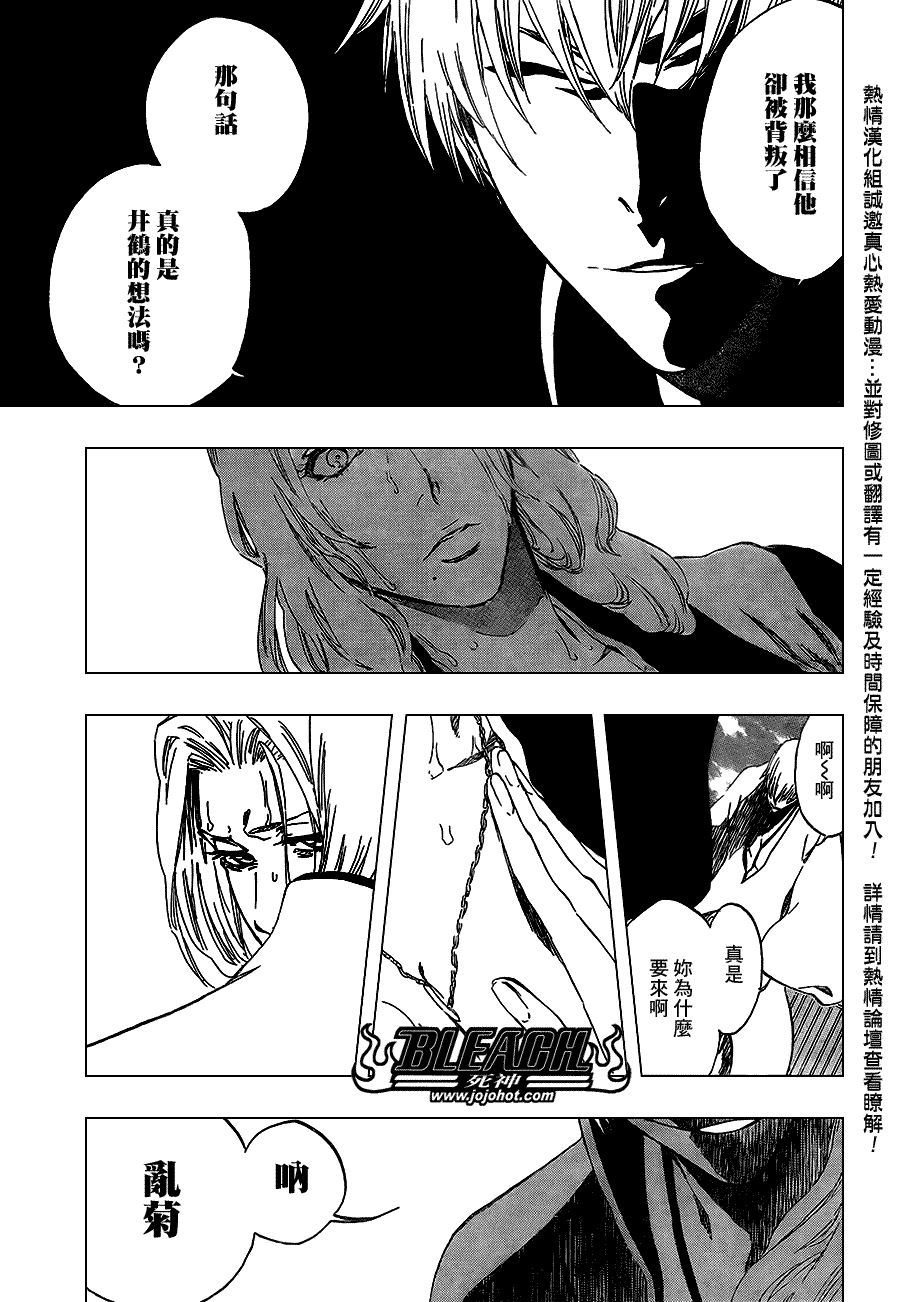 我那麼相信他
卻被背叛了
那句話
真的是
井鶴的想法嗎？
啊～啊
真是
妳為什麼
要來啊
吶
亂菊
BLEACH
死神
www.jojohot.com
熱情漢化組誠邀真心熱愛動漫…並對修圖或翻譯有一定經驗及時間保障的朋友加入！ 詳情請到熱情論壇查看瞭解！